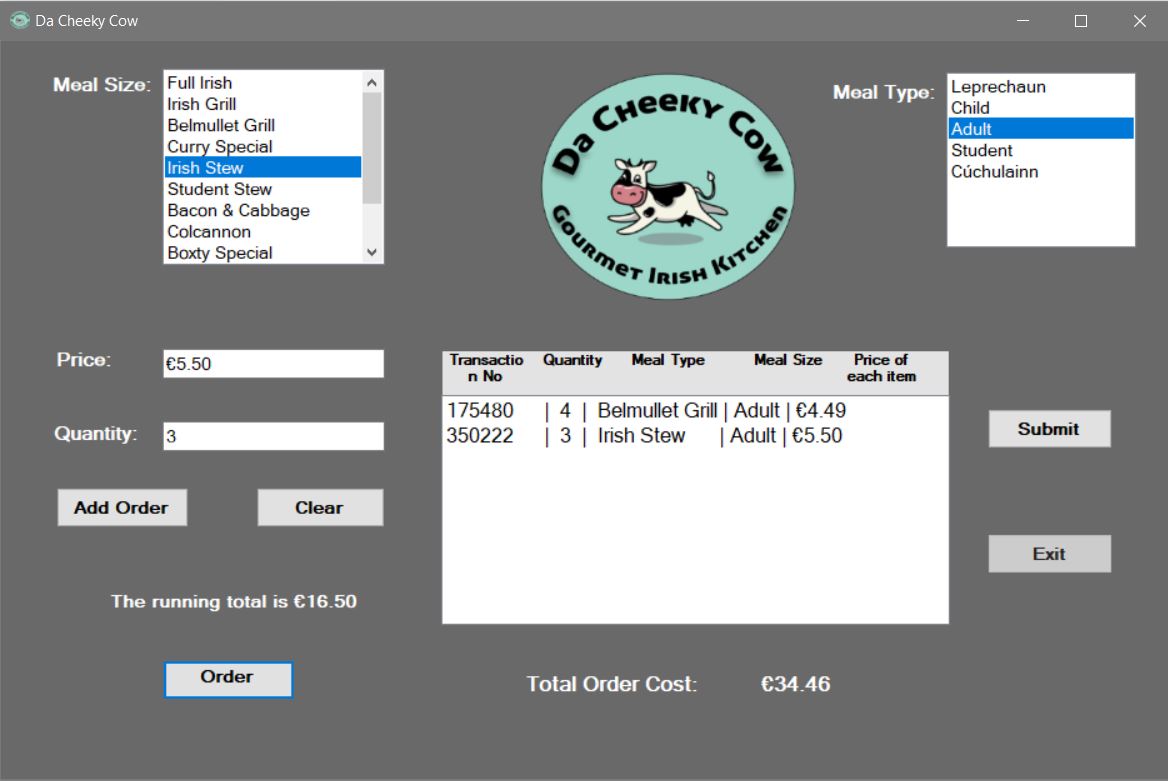 Da Cheeky Cow
Meal Size:
Full Irish
Irish Grill
Belmullet Grill
Curry Special
Irish Stew
Student Stew
Bacon & Cabbage
Colcannon
Boxty Special
Da Cheeky Cow
Gourmet Irish Kitchen
Meal Type:
Leprechaun
Child
Adult
Student
Cúchulainn
Price:
€5.50
Quantity:
3
Add Order
Clear
The running total is €16.50
Order
Transactio Quantity Meal Type Meal Size Price of
n No each item
175480 | 4 | Belmullet Grill | Adult | €4.49
350222 | 3 | Irish Stew | Adult | €5.50
Submit
Exit
Total Order Cost: €34.46